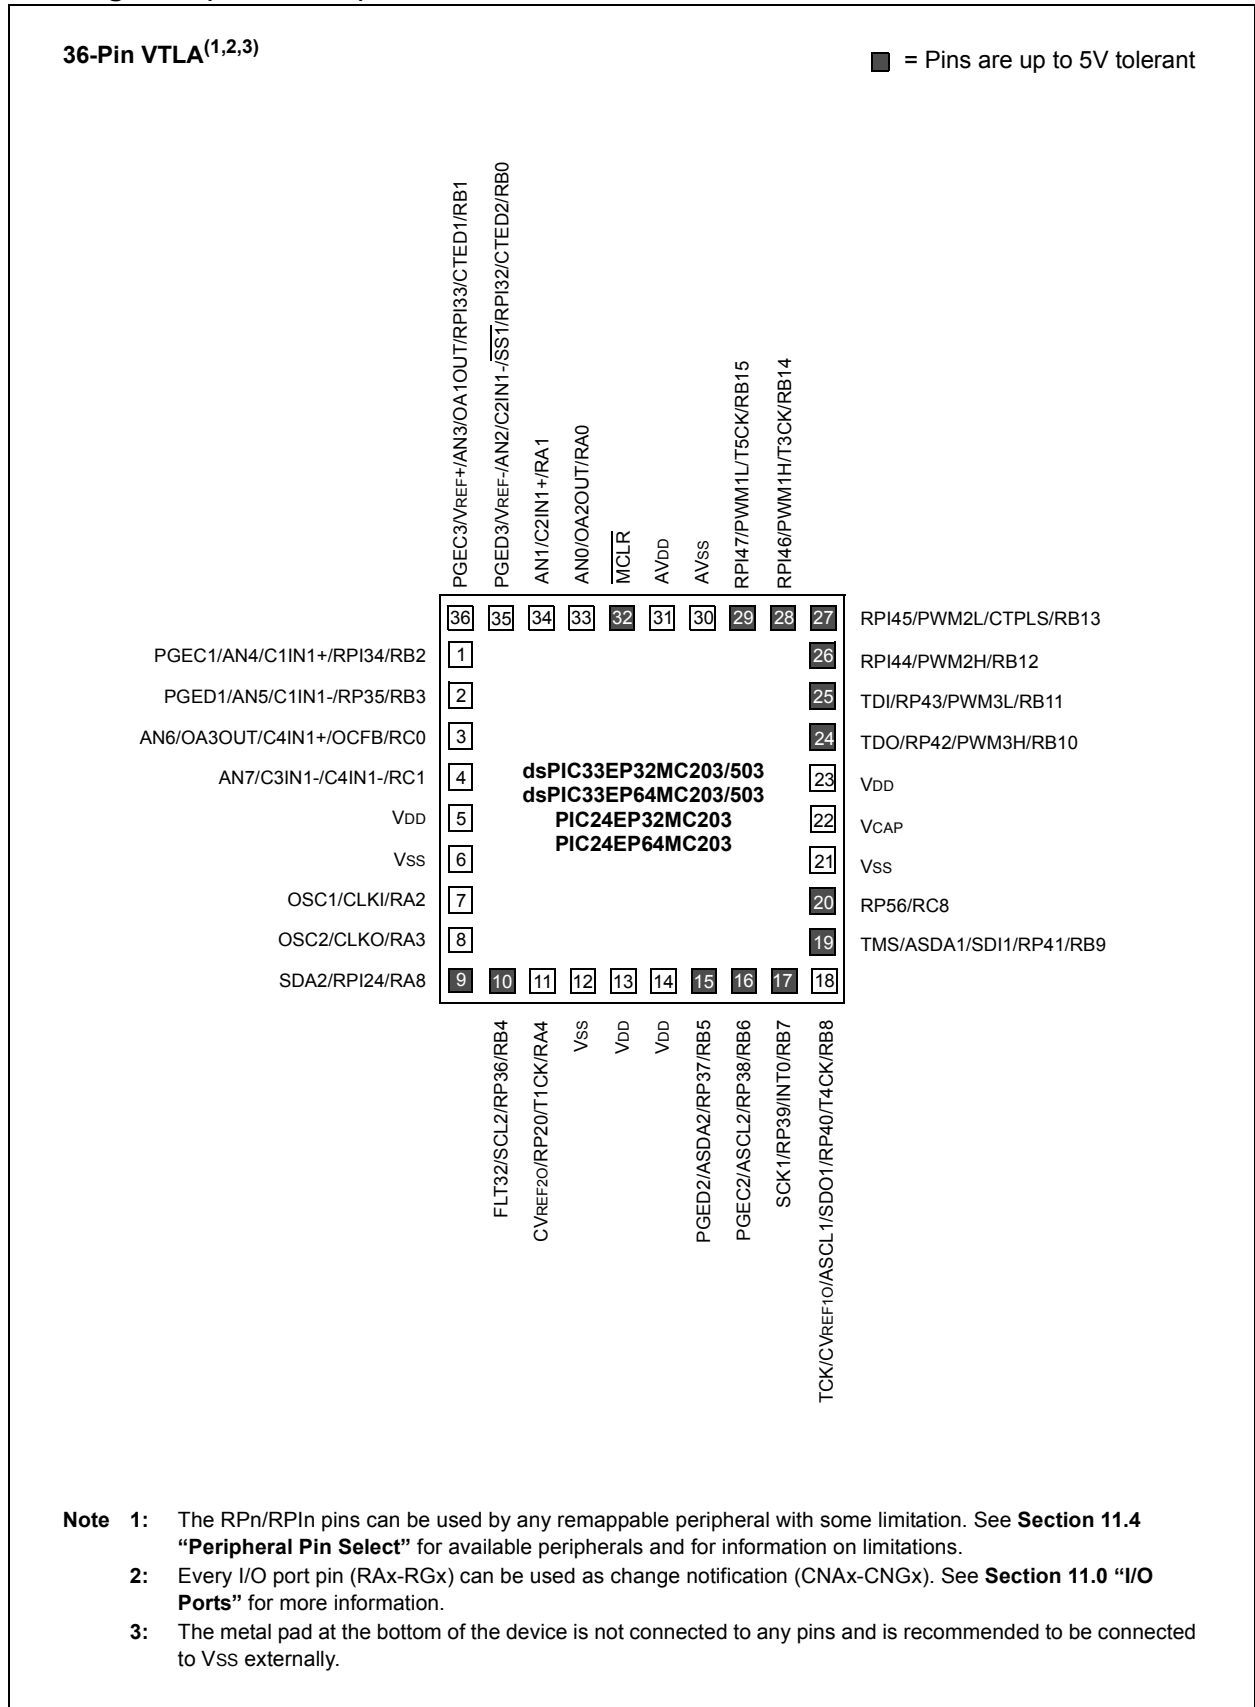 36-Pin VTLA(1,2,3)
= Pins are up to 5V tolerant
PGEC3/VREF+/AN3/OA1OUT/RPI33/CTED1/RB1
PGED3/VREF-/AN2/C2IN1-/SS1/RPI32/CTED2/RB0
AN1/C2IN1+/RA1
AN0/OA2OUT/RA0
MCLR
AVDD
AVSS
RPI47/PWM1L/T5CK/RB15
RPI46/PWM1H/T3CK/RB14
36 35 34 33 32 31 30 29 28 27 RPI45/PWM2L/CTPLS/RB13
PGEC1/AN4/C1IN1+/RPI34/RB2 1 26 RPI44/PWM2H/RB12
PGED1/AN5/C1IN1-/RP35/RB3 2 25 TDI/RP43/PWM3L/RB11
AN6/OA3OUT/C4IN1+/OCFB/RC0 3 24 TDO/RP42/PWM3H/RB10
AN7/C3IN1-/C4IN1-/RC1 4 23 VDD
VDD 5 22 VCAP
VSS 6 21 VSS
OSC1/CLKI/RA2 7 20 RP56/RC8
OSC2/CLKO/RA3 8 19 TMS/ASDA1/SDI1/RP41/RB9
dsPIC33EP32MC203/503
dsPIC33EP64MC203/503
PIC24EP32MC203
PIC24EP64MC203
SDA2/RPI24/RA8 9 10 11 12 13 14 15 16 17 18
FLT32/SCL2/RP36/RB4
CVREF2O/RP20/T1CK/RA4
VSS
VDD
VDD
PGED2/ASDA2/RP37/RB5
PGEC2/ASCL2/RP38/RB6
SCK1/RP39/INT0/RB7
TCK/CVREF1O/ASCL1/SDO1/RP40/T4CK/RB8
Note 1: The RPn/RPIn pins can be used by any remappable peripheral with some limitation. See Section 11.4
“Peripheral Pin Select” for available peripherals and for information on limitations.
2: Every I/O port pin (RAx-RGx) can be used as change notification (CNAx-CNGx). See Section 11.0 “I/O
Ports” for more information.
3: The metal pad at the bottom of the device is not connected to any pins and is recommended to be connected
to VSS externally.